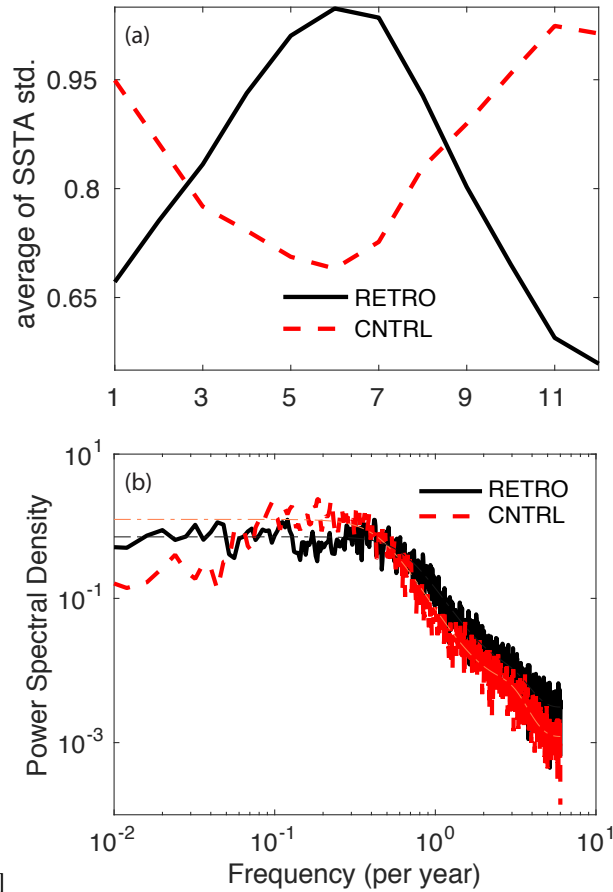 (a)
0.95
0.8
0.65
average of SSTA std.
RETRO
CNTRL
1 3 5 7 9 11
(b)
10^1
10^-1
10^-3
Power Spectral Density
RETRO
CNTRL
10^-2 10^-1 10^0 10^1
Frequency (per year)
]